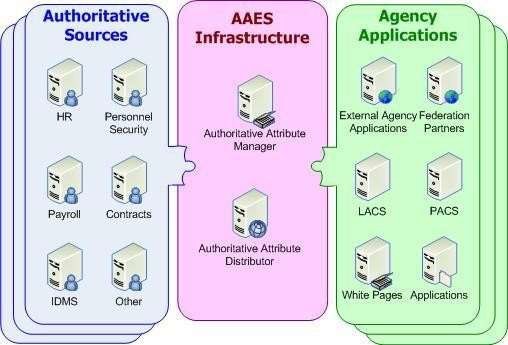 Authoritative
Sources
HR
Personnel
Security
Payroll
Contracts
IDMS
Other
AAES
Infrastructure
Authoritative Attribute
Manager
Authoritative Attribute
Distributor
Agency
Applications
External Agency
Applications
Federation
Partners
LACS
PACS
White Pages
Applications